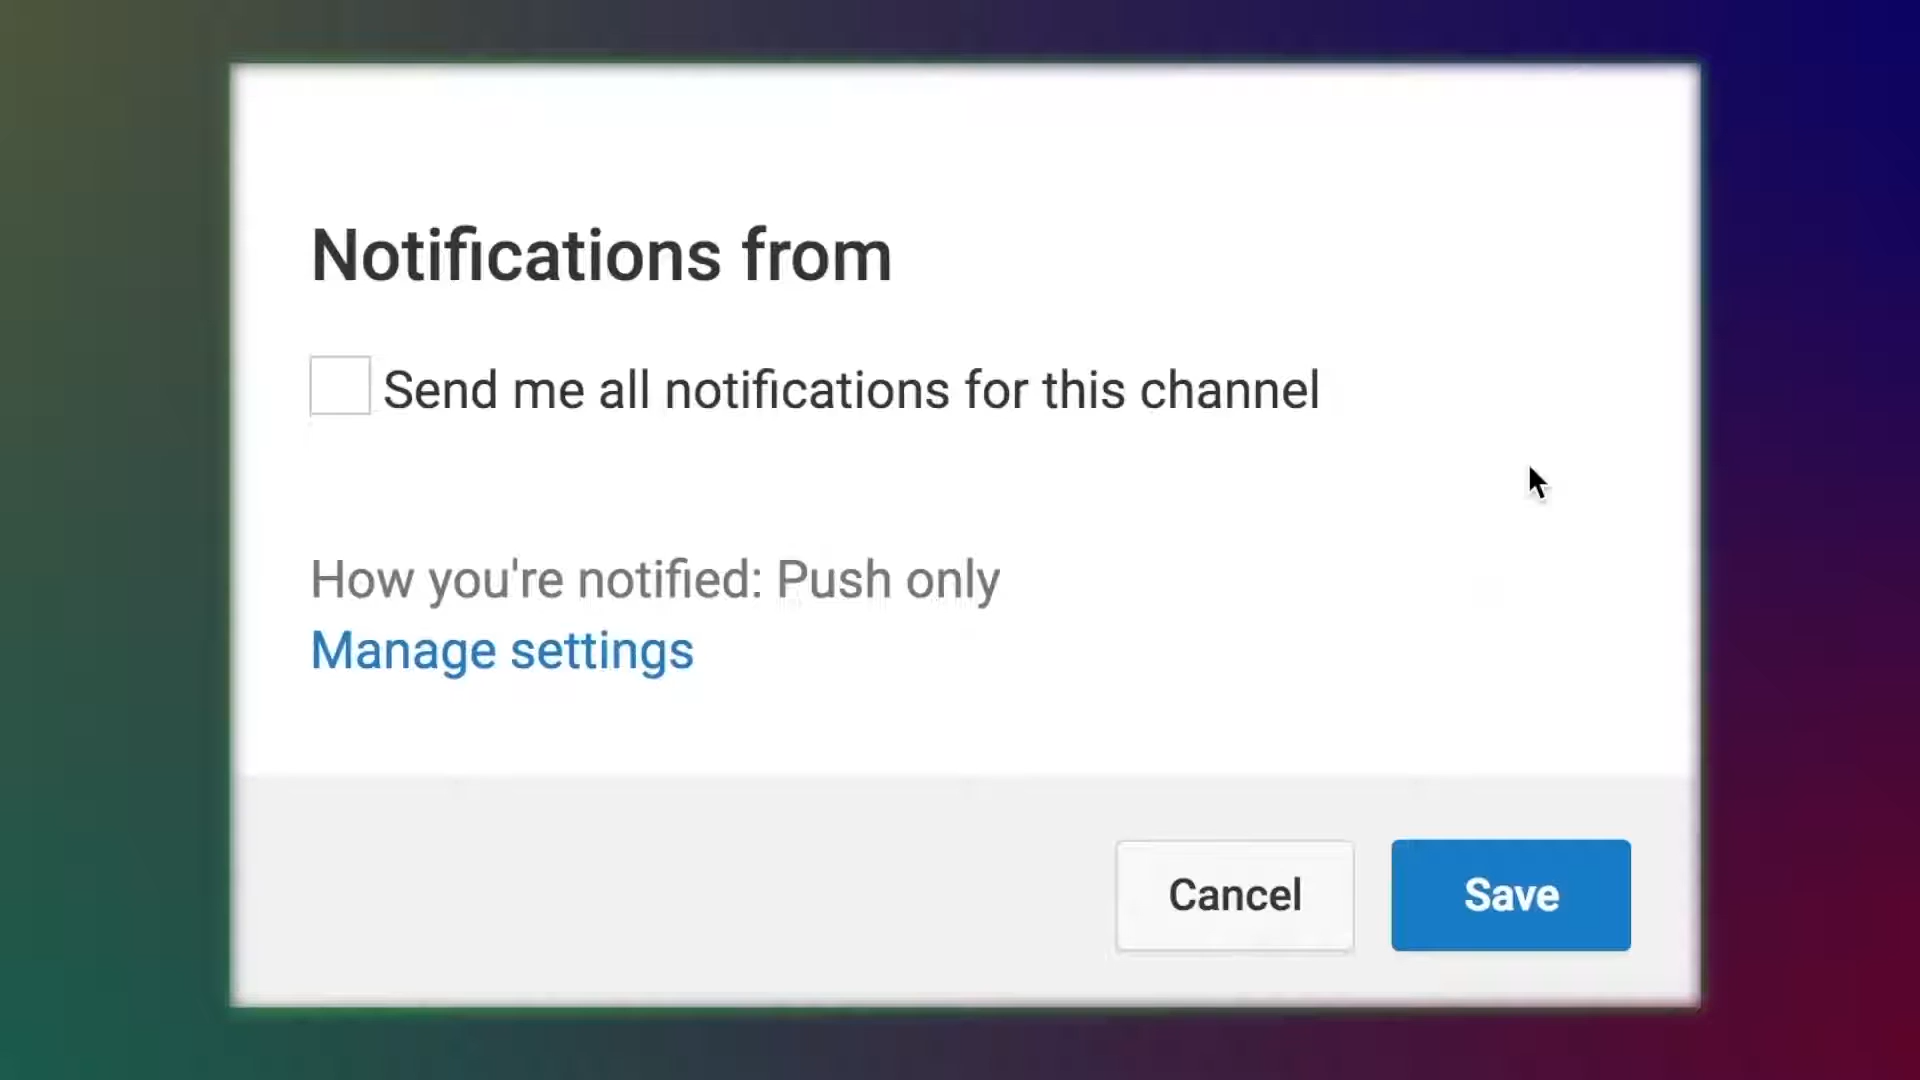 Notifications from
Send me all notifications for this channel
How you're notified: Push only
Manage settings
Cancel
Save